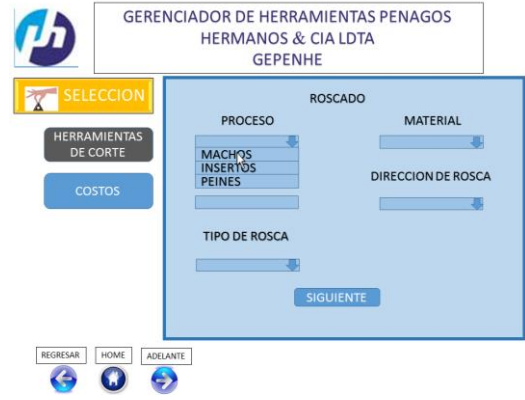 GERENCIADOR DE HERRAMIENTAS PENAGOS
HERMANOS & CIA LDTA
GEPENHE
SELECCION
HERRAMIENTAS
DE CORTE
COSTOS
ROSCADO
PROCESO
MATERIAL
MACHOS
INSERTOS
PEINES
DIRECCION DE ROSCA
TIPO DE ROSCA
SIGUIENTE
REGRESAR
HOME
ADELANTE